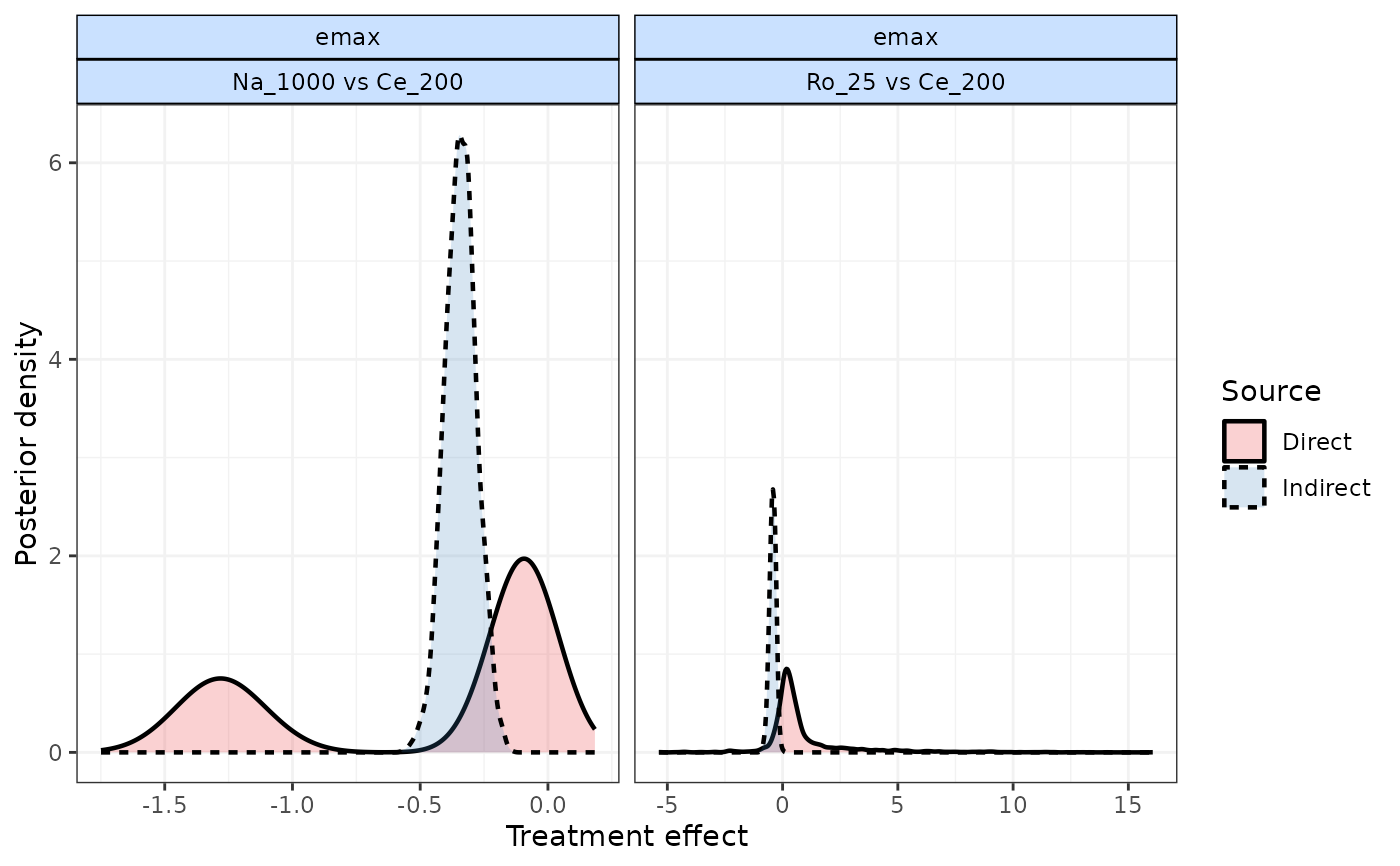 emax
emax
Na_1000 vs Ce_200
Ro_25 vs Ce_200
Posterior density
6
4
2
0
-1.5
-1.0
-0.5
0.0
-5
0
5
10
15
Treatment effect
Source
Direct
Indirect